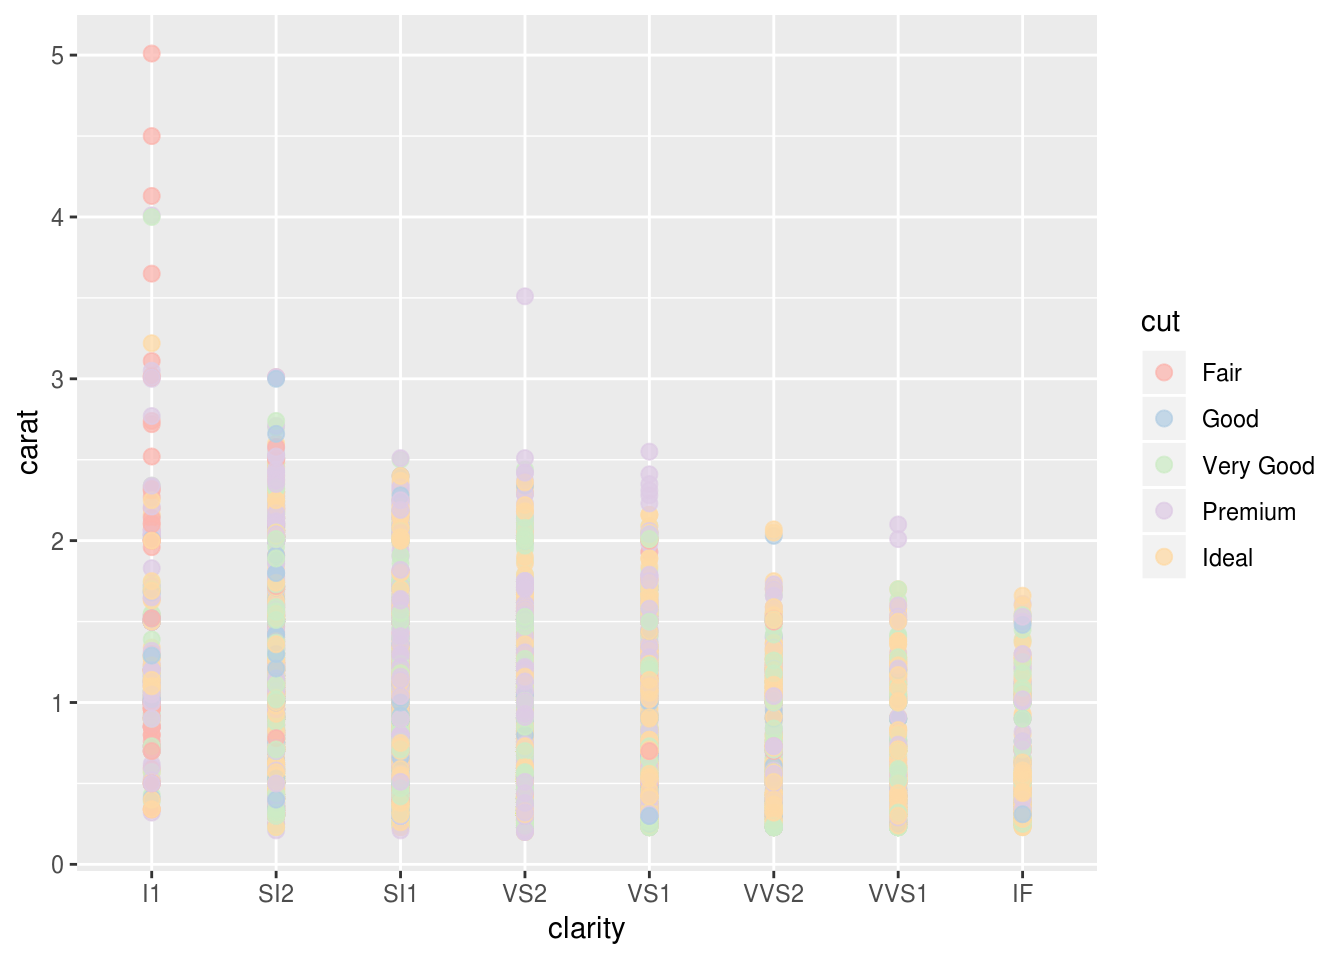 5
4
3
2
1
0
carat
I1 SI2 SI1 VS2 VS1 VVS2 VVS1 IF
clarity
cut
Fair
Good
Very Good
Premium
Ideal